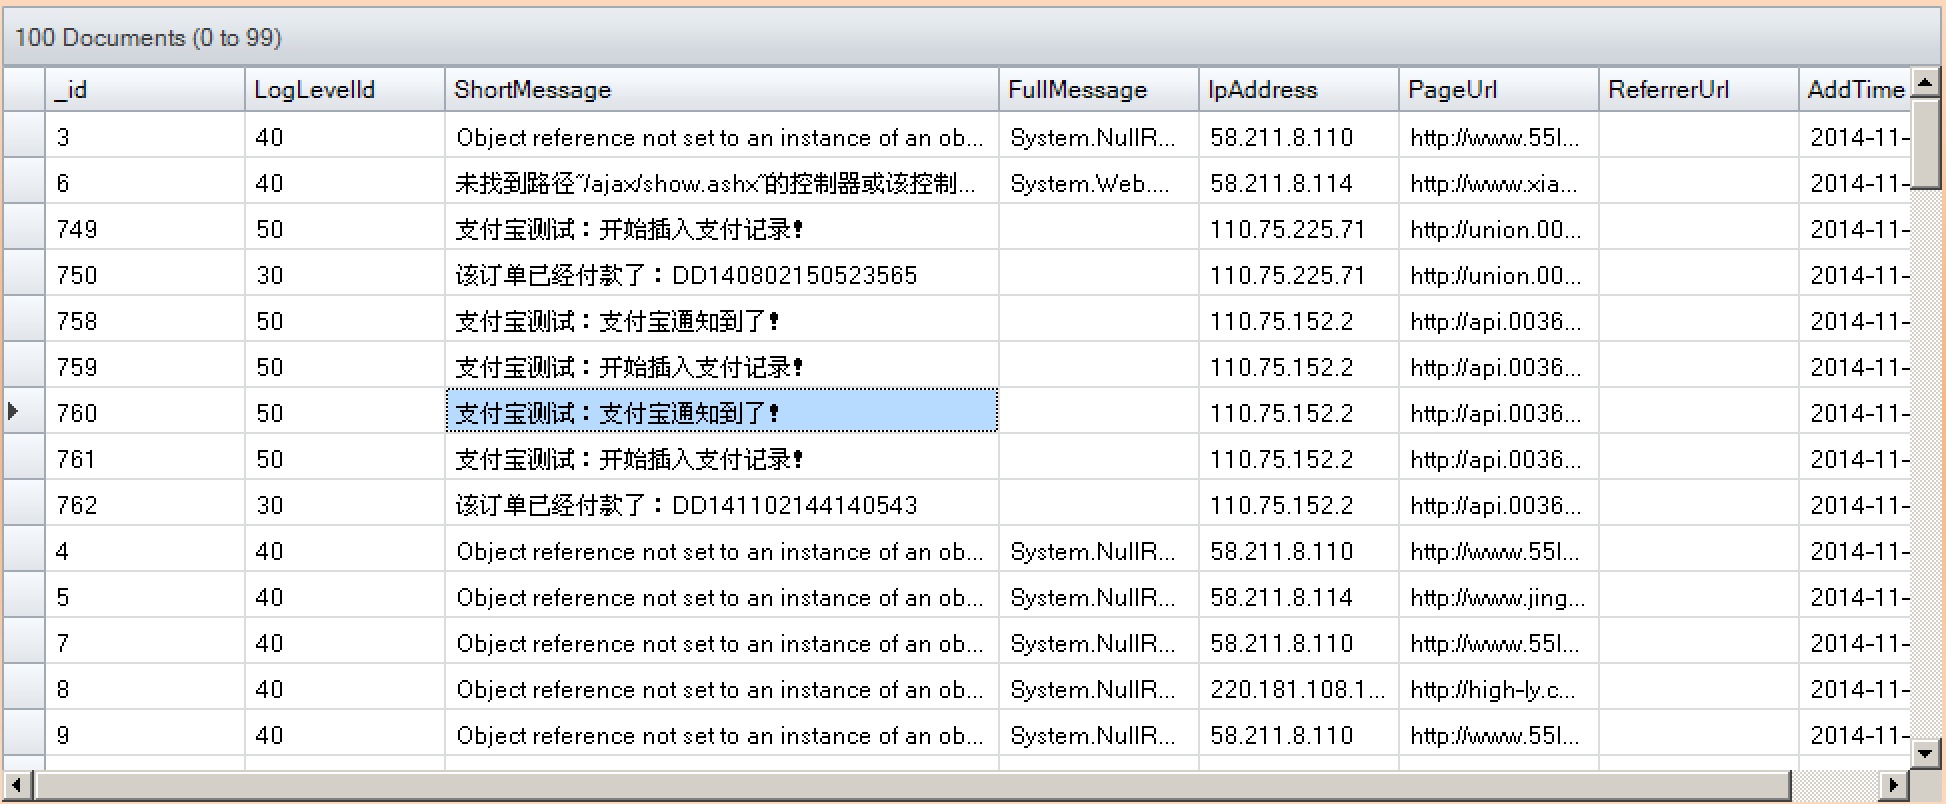 100 Documents (0 to 99)
_id LogLevelId ShortMessage FullMessage IpAddress PageUrl ReferrerUrl AddTime
3 40 Object reference not set to an instance of an ob... System.NullR... 58.211.8.110 http://www.55l... 2014-11-
6 40 未找到路径"/ajax/show.ashx"的控制器或该控制... System.Web.... 58.211.8.114 http://www.xia... 2014-11-
749 50 支付宝测试：开始插入支付记录! 110.75.225.71 http://union.00... 2014-11-
750 30 该订单已经付款了：DD140802150523565 110.75.225.71 http://union.00... 2014-11-
758 50 支付宝测试：支付宝通知到了! 110.75.152.2 http://api.0036... 2014-11-
759 50 支付宝测试：开始插入支付记录! 110.75.152.2 http://api.0036... 2014-11-
760 50 支付宝测试：支付宝通知到了! 110.75.152.2 http://api.0036... 2014-11-
761 50 支付宝测试：开始插入支付记录! 110.75.152.2 http://api.0036... 2014-11-
762 30 该订单已经付款了：DD141102144140543 110.75.152.2 http://api.0036... 2014-11-
4 40 Object reference not set to an instance of an ob... System.NullR... 58.211.8.110 http://www.55l... 2014-11-
5 40 Object reference not set to an instance of an ob... System.NullR... 58.211.8.114 http://www.jing... 2014-11-
7 40 Object reference not set to an instance of an ob... System.NullR... 58.211.8.110 http://www.55l... 2014-11-
8 40 Object reference not set to an instance of an ob... System.NullR... 220.181.108.1... http://high-ly.c... 2014-11-
9 40 Object reference not set to an instance of an ob... System.NullR... 58.211.8.110 http://www.55l... 2014-11-